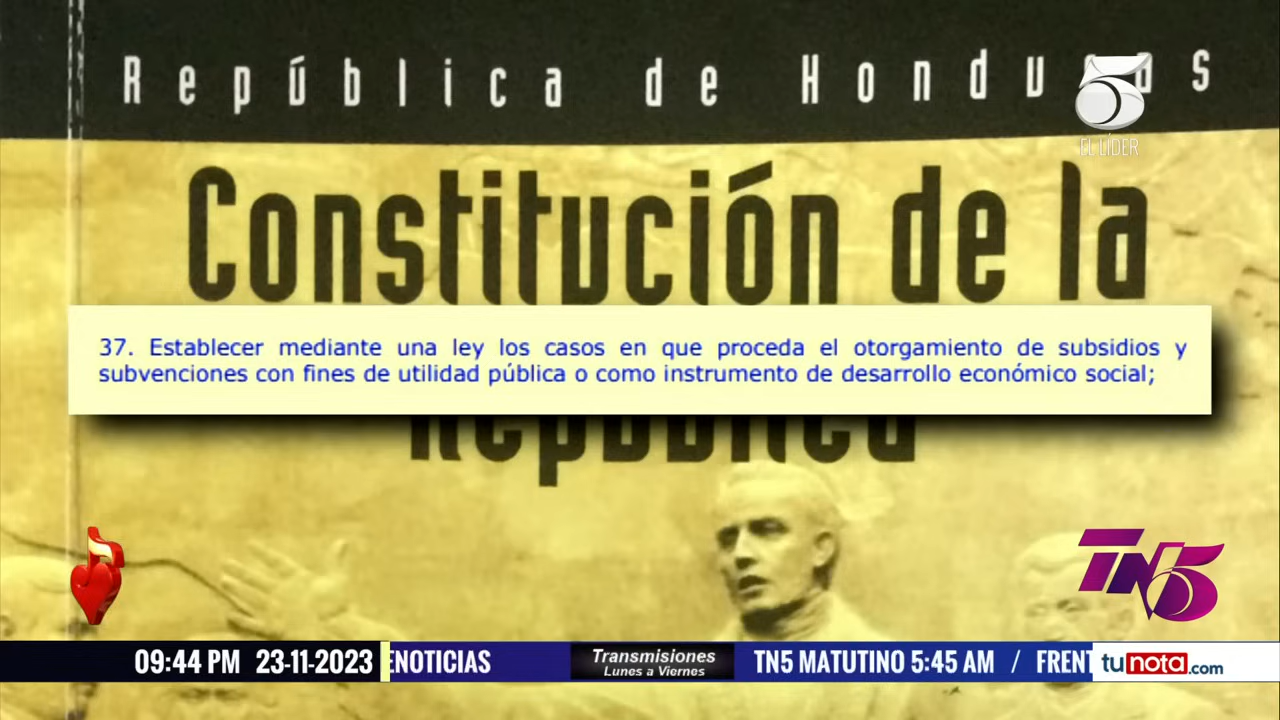 República de Honduras
5
EL LÍDER
Constitución de la
37. Establecer mediante una ley los casos en que proceda el otorgamiento de subsidios y
subvenciones con fines de utilidad pública o como instrumento de desarrollo económico social;
República
TN5
09:44 PM 23-11-2023 ENOTICIAS Transmisiones TN5 MATUTINO 5:45 AM / FRENT tunota.com
Lunes a Viernes